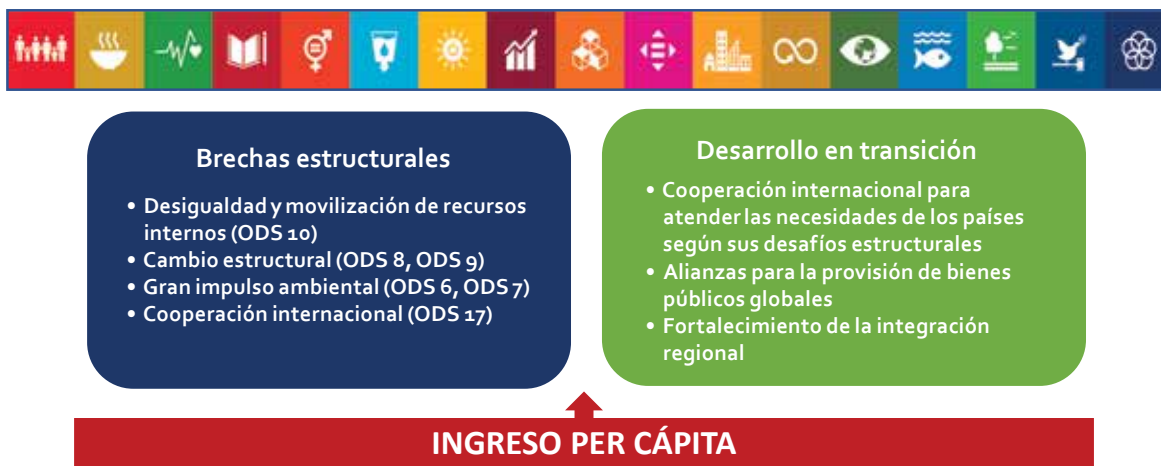 Brechas estructurales
• Desigualdad y movilización de recursos
internos (ODS 10)
• Cambio estructural (ODS 8, ODS 9)
• Gran impulso ambiental (ODS 6, ODS 7)
• Cooperación internacional (ODS 17)
Desarrollo en transición
• Cooperación internacional para
atender las necesidades de los países
según sus desafíos estructurales
• Alianzas para la provisión de bienes
públicos globales
• Fortalecimiento de la integración
regional
INGRESO PER CÁPITA